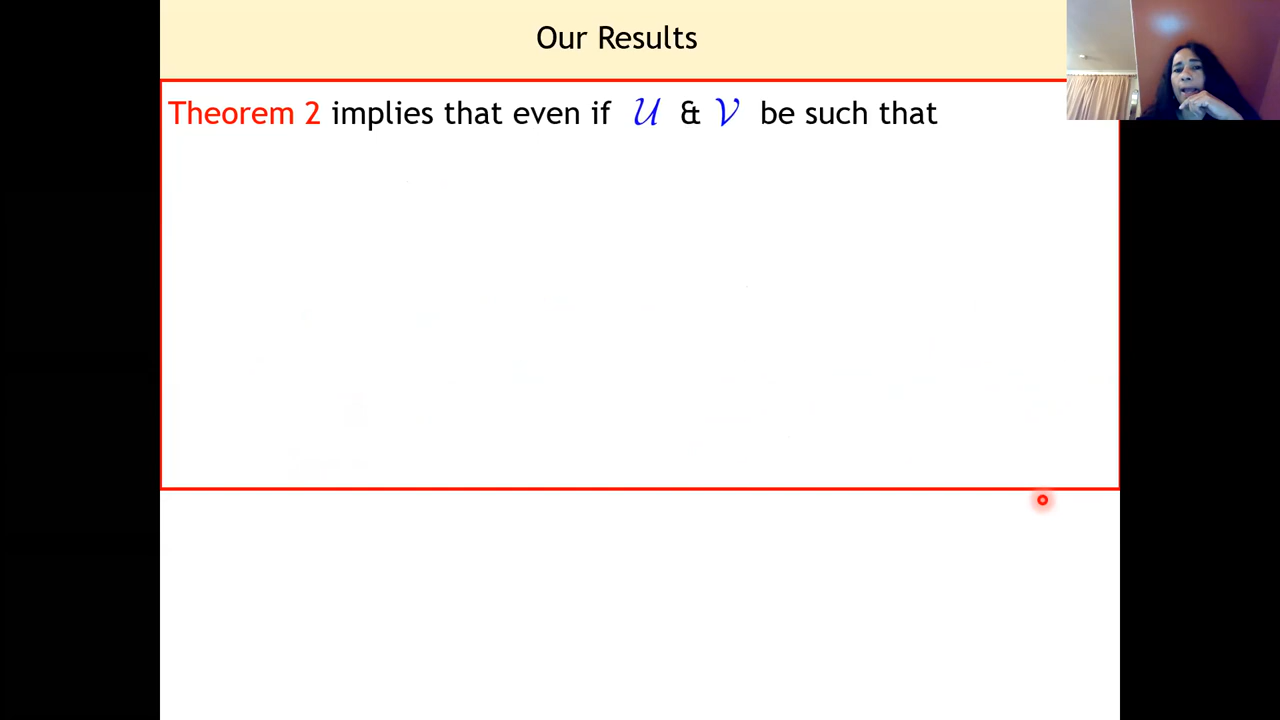 Our Results
Theorem 2 implies that even if 𝒰 & 𝒱 be such that